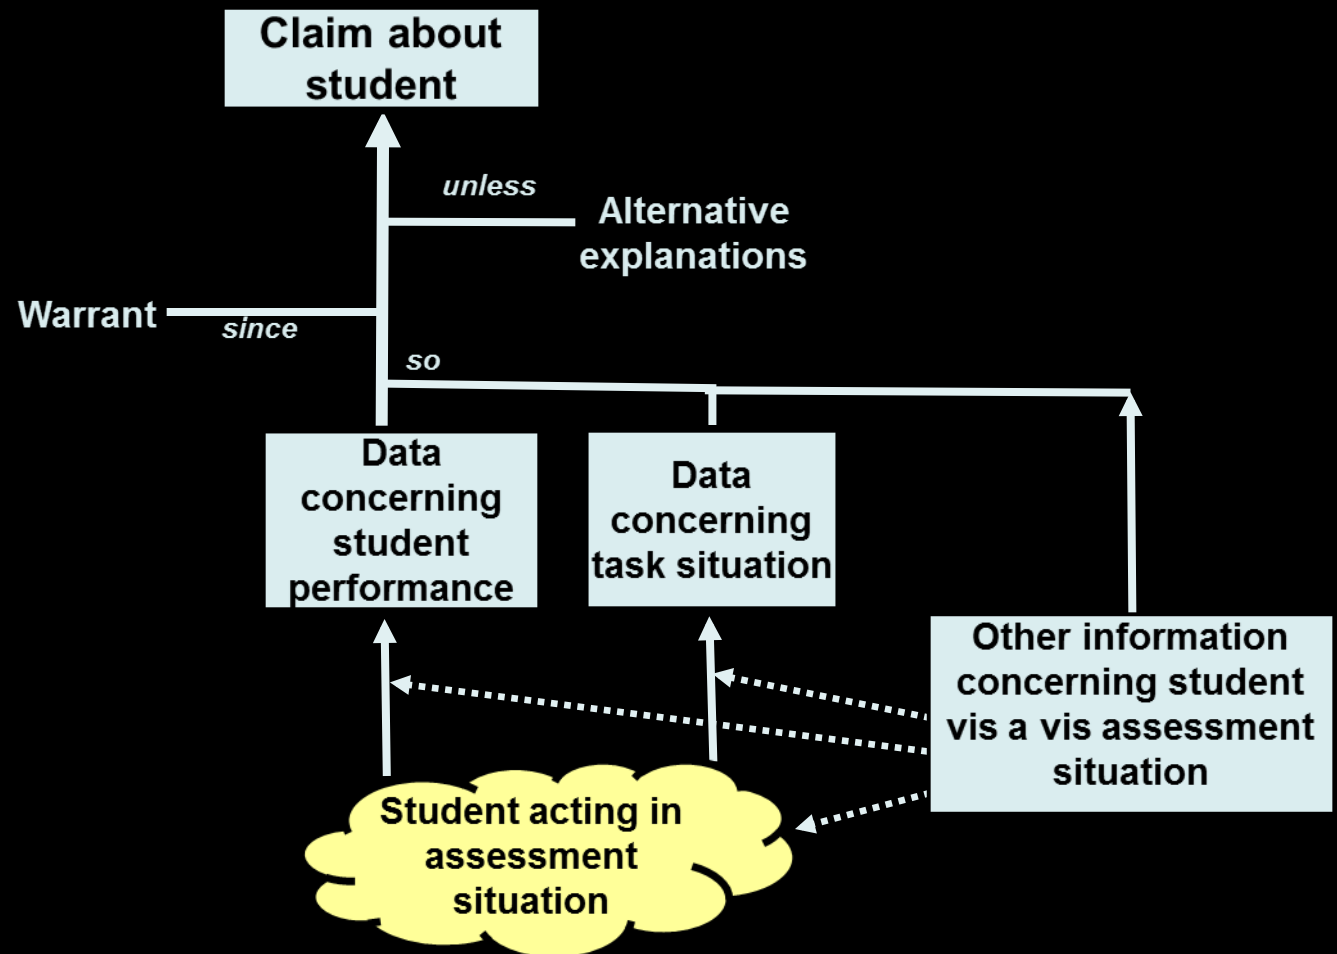 Claim about
student
unless
Alternative
explanations
Warrant
since
so
Data
concerning
student
performance
Data
concerning
task situation
Other information
concerning student
vis a vis assessment
situation
Student acting in
assessment
situation